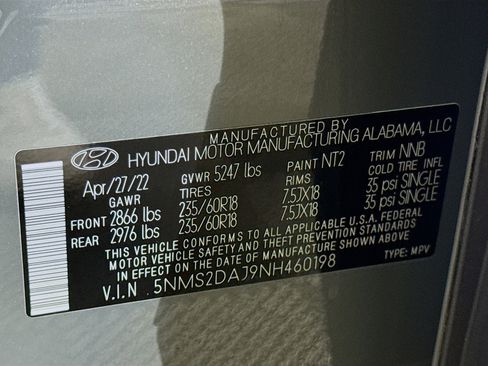 MANUFACTURED BY
HYUNDAI MOTOR MANUFACTURING ALABAMA, LLC
Apr/27/22 GVWR 5247 lbs PAINT NT2 TRIM NNB
GAWR TIRES RIMS COLD TIRE INFL
FRONT 2866 lbs 235/60R18 7.5JX18 35 psi SINGLE
REAR 2976 lbs 235/60R18 7.5JX18 35 psi SINGLE
THIS VEHICLE CONFORMS TO ALL APPLICABLE U.S.A. FEDERAL
MOTOR VEHICLE SAFETY AND THEFT PREVENTION STANDARDS IN
EFFECT ON THE DATE OF MANUFACTURE SHOWN ABOVE.
V.I.N. 5NMS2DAJ9NH460198 TYPE: MPV